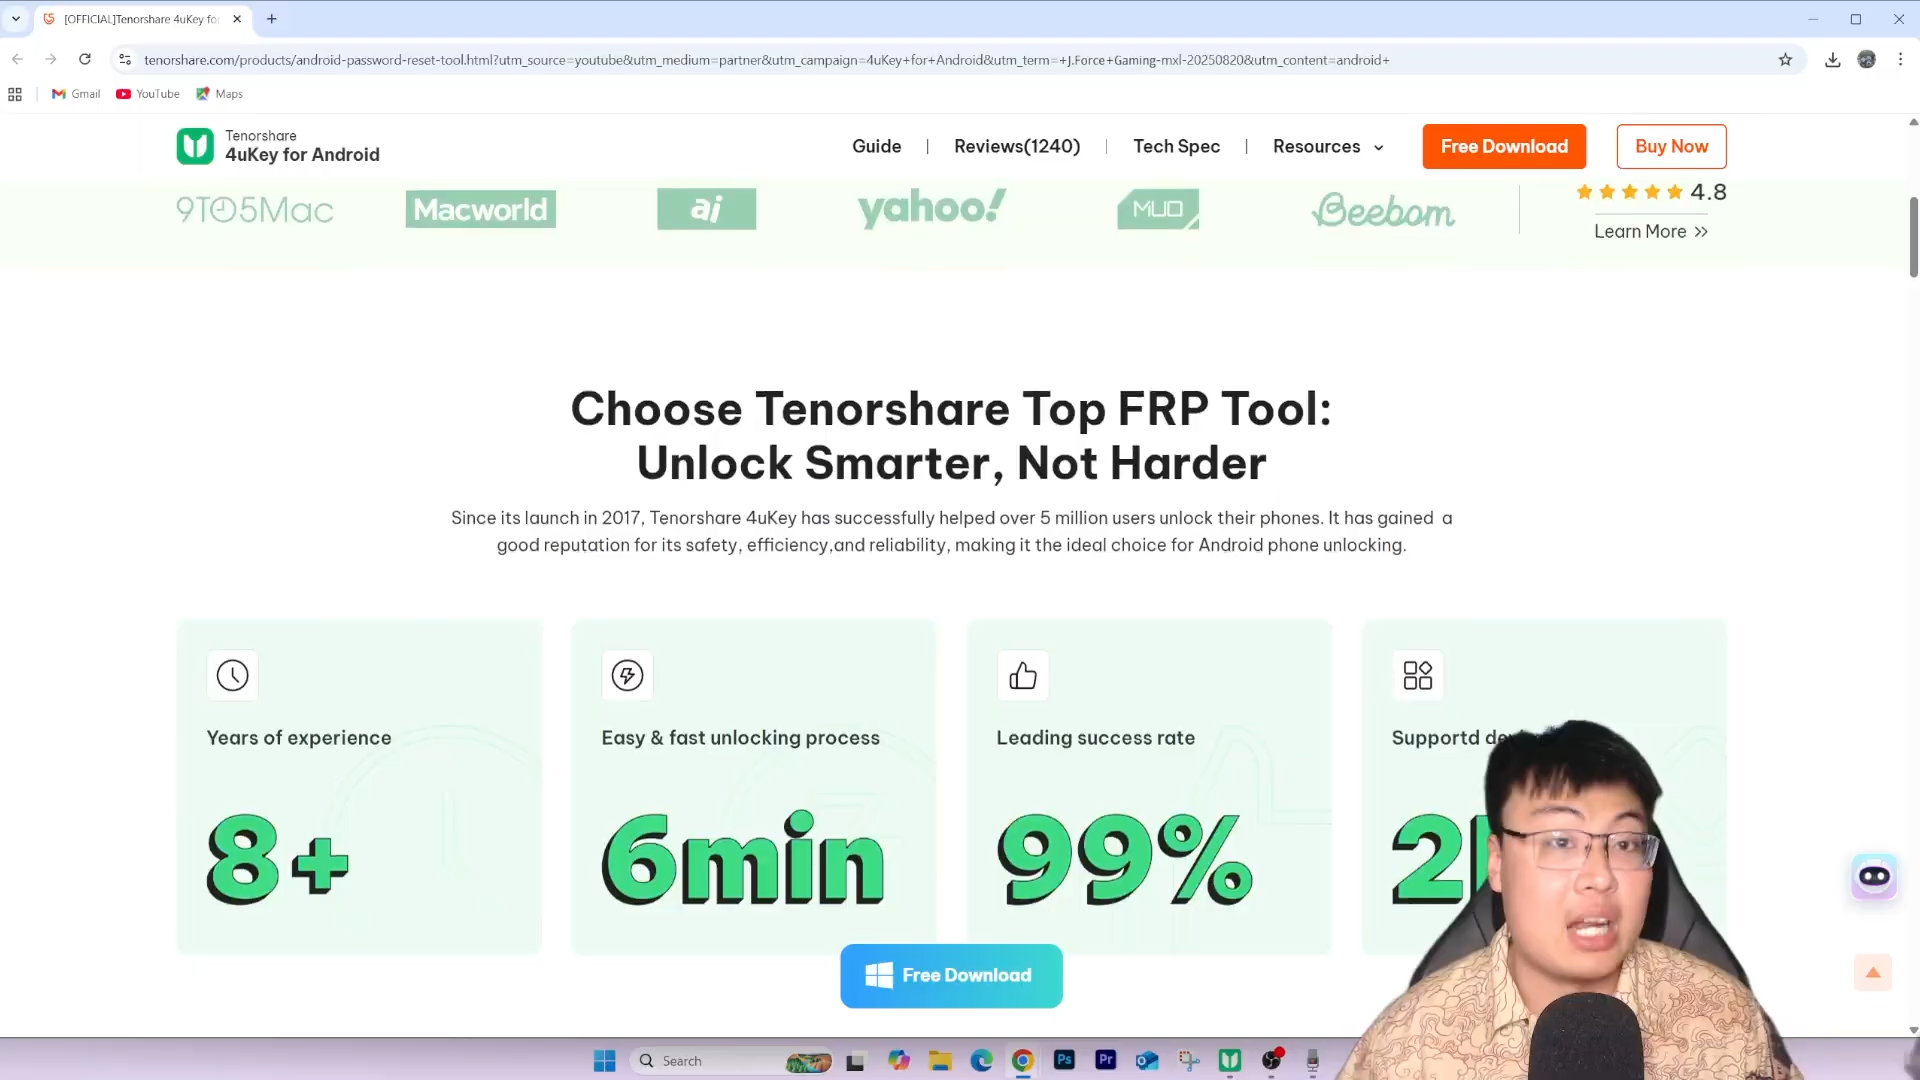 [OFFICIAL]Tenorshare 4uKey for
tenorshare.com/products/android-password-reset-tool.html?utm_source=youtube&utm_medium=partner&utm_campaign=4uKey+for+Android&utm_term=+J.Force+Gaming-mxl-20250820&utm_content=android+
Gmail
YouTube
Maps
Tenorshare
4uKey for Android
Guide
Reviews(1240)
Tech Spec
Resources
Free Download
Buy Now
9TO5Mac
Macworld
ai
yahoo!
MUO
Beebom
4.8
Learn More
Choose Tenorshare Top FRP Tool:
Unlock Smarter, Not Harder
Since its launch in 2017, Tenorshare 4uKey has successfully helped over 5 million users unlock their phones. It has gained a
good reputation for its safety, efficiency,and reliability, making it the ideal choice for Android phone unlocking.
Years of experience
8+
Easy & fast unlocking process
6min
Leading success rate
99%
Supportd
2
Free Download
Search
Ps
Pr